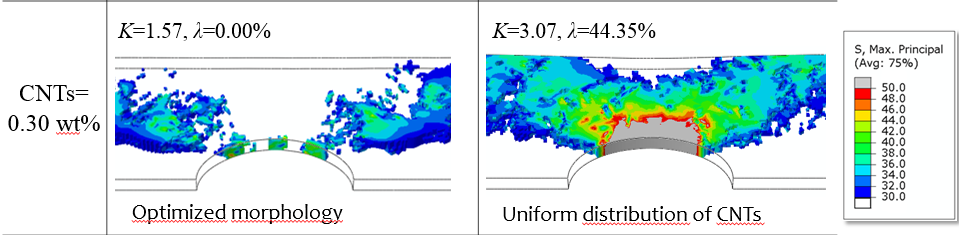 K=1.57, λ=0.00%
K=3.07, λ=44.35%
CNTs=
0.30 wt%
Optimized morphology
Uniform distribution of CNTs
S, Max. Principal
(Avg: 75%)
50.0
48.0
46.0
44.0
42.0
40.0
38.0
36.0
34.0
32.0
30.0